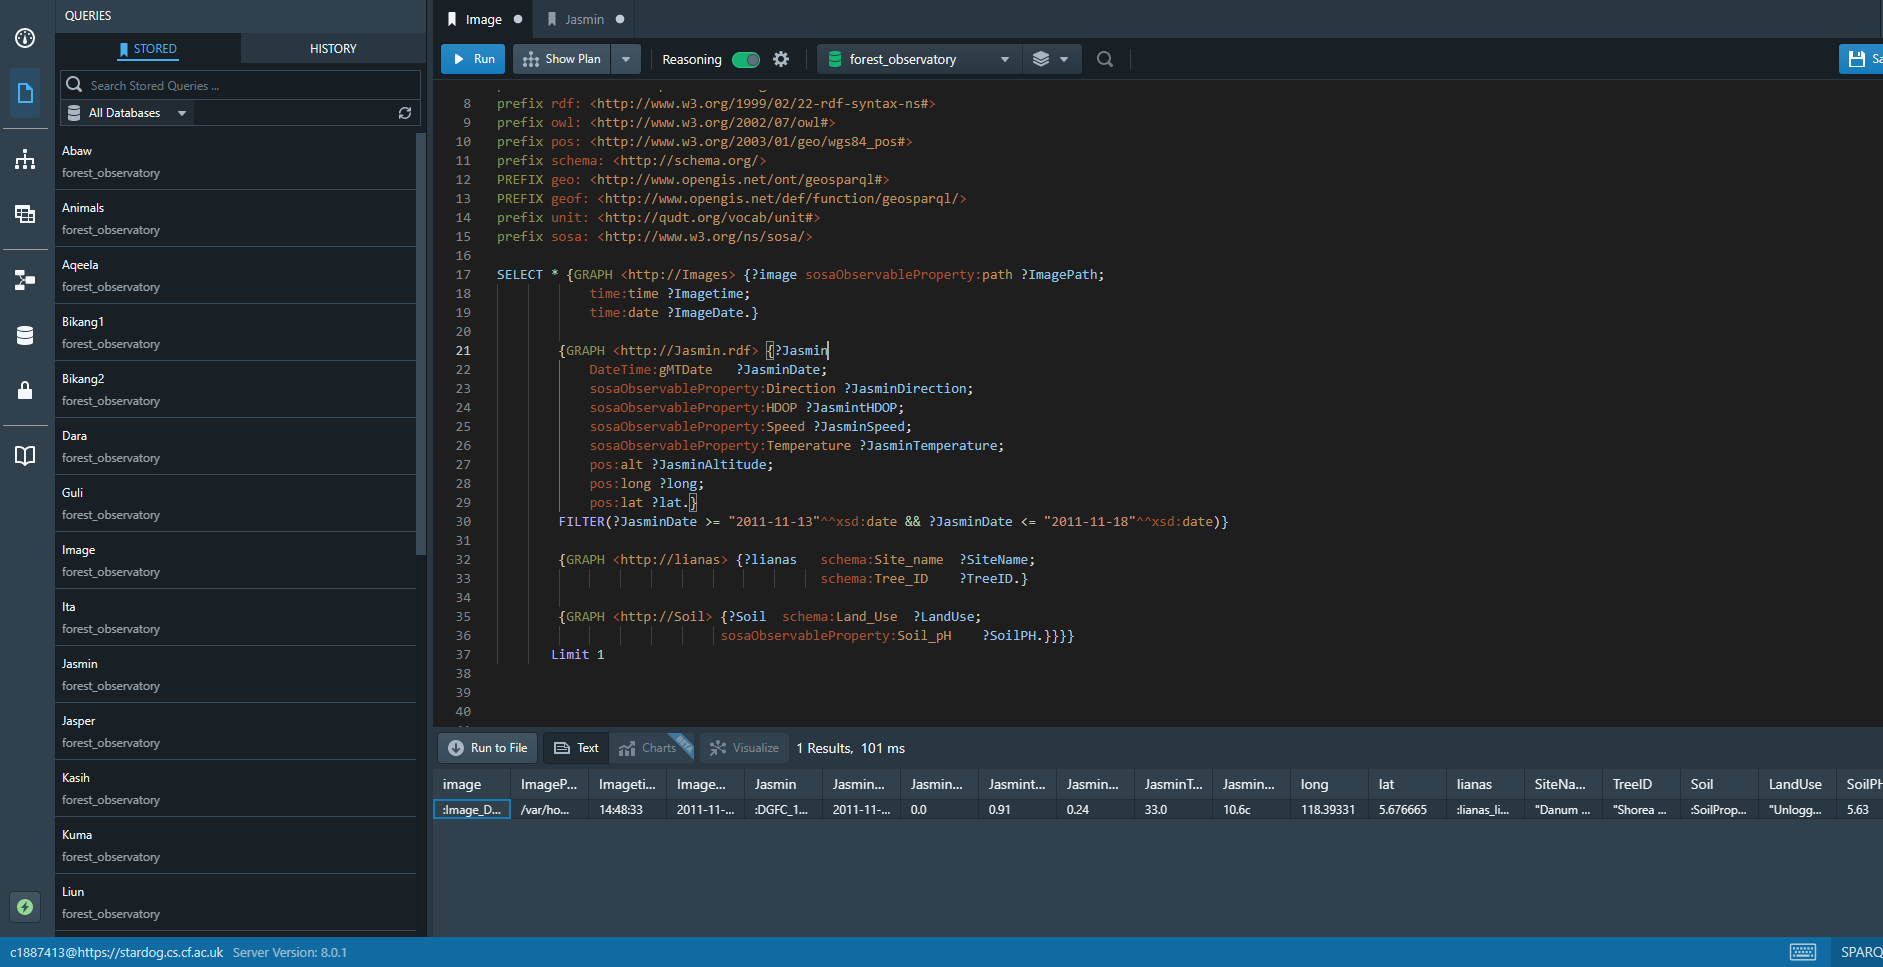 QUERIES
STORED
HISTORY
Search Stored Queries ...
All Databases
Abaw
forest_observatory
Animals
forest_observatory
Aqeela
forest_observatory
Bikang1
forest_observatory
Bikang2
forest_observatory
Dara
forest_observatory
Guli
forest_observatory
Image
forest_observatory
Ita
forest_observatory
Jasmin
forest_observatory
Jasper
forest_observatory
Kasih
forest_observatory
Kuma
forest_observatory
Liun
forest_observatory
Image
Jasmin
Run
Show Plan
Reasoning
forest_observatory
Sa
8 prefix rdf: <http://www.w3.org/1999/02/22-rdf-syntax-ns#>
9 prefix owl: <http://www.w3.org/2002/07/owl#>
10 prefix pos: <http://www.w3.org/2003/01/geo/wgs84_pos#>
11 prefix schema: <http://schema.org/>
12 PREFIX geo: <http://www.opengis.net/ont/geosparql#>
13 PREFIX geof: <http://www.opengis.net/def/function/geosparql/>
14 prefix unit: <http://qudt.org/vocab/unit#>
15 prefix sosa: <http://www.w3.org/ns/sosa/>
16
17 SELECT * {GRAPH <http://Images> {?image sosaObservableProperty:path ?ImagePath;
18 time:time ?Imagetime;
19 time:date ?ImageDate.}
20
21 {GRAPH <http://Jasmin.rdf> {?Jasmin
22 DateTime:gMTDate ?JasminDate;
23 sosaObservableProperty:Direction ?JasminDirection;
24 sosaObservableProperty:HDOP ?JasmintHDOP;
25 sosaObservableProperty:Speed ?JasminSpeed;
26 sosaObservableProperty:Temperature ?JasminTemperature;
27 pos:alt ?JasminAltitude;
28 pos:long ?long;
29 pos:lat ?lat.}
30 FILTER(?JasminDate >= "2011-11-13"^^xsd:date && ?JasminDate <= "2011-11-18"^^xsd:date)}
31
32 {GRAPH <http://lianas> {?lianas schema:Site_name ?SiteName;
33 schema:Tree_ID ?TreeID.}
34
35 {GRAPH <http://Soil> {?Soil schema:Land_Use ?LandUse;
36 sosaObservableProperty:Soil_pH ?SoilPH.}}}}
37 Limit 1
38
39
40
Run to File
Text
Charts
BETA
Visualize
1 Results, 101 ms
image ImageP... Imageti... Image... Jasmin Jasmin... Jasmin... Jasmint... Jasmin... JasminT... Jasmin... long lat lianas SiteNa... TreeID Soil LandUse SoilPH
:Image_D... /var/ho... 14:48:33 2011-11-... :DGFC_1... 2011-11-... 0.0 0.91 0.24 33.0 10.6c 118.39331 5.676665 :lianas_li... "Danum ... "Shorea ... :SoilProp... "Unlogg... 5.63
c1887413@https://stardog.cs.cf.ac.uk Server Version: 8.0.1
SPARQ